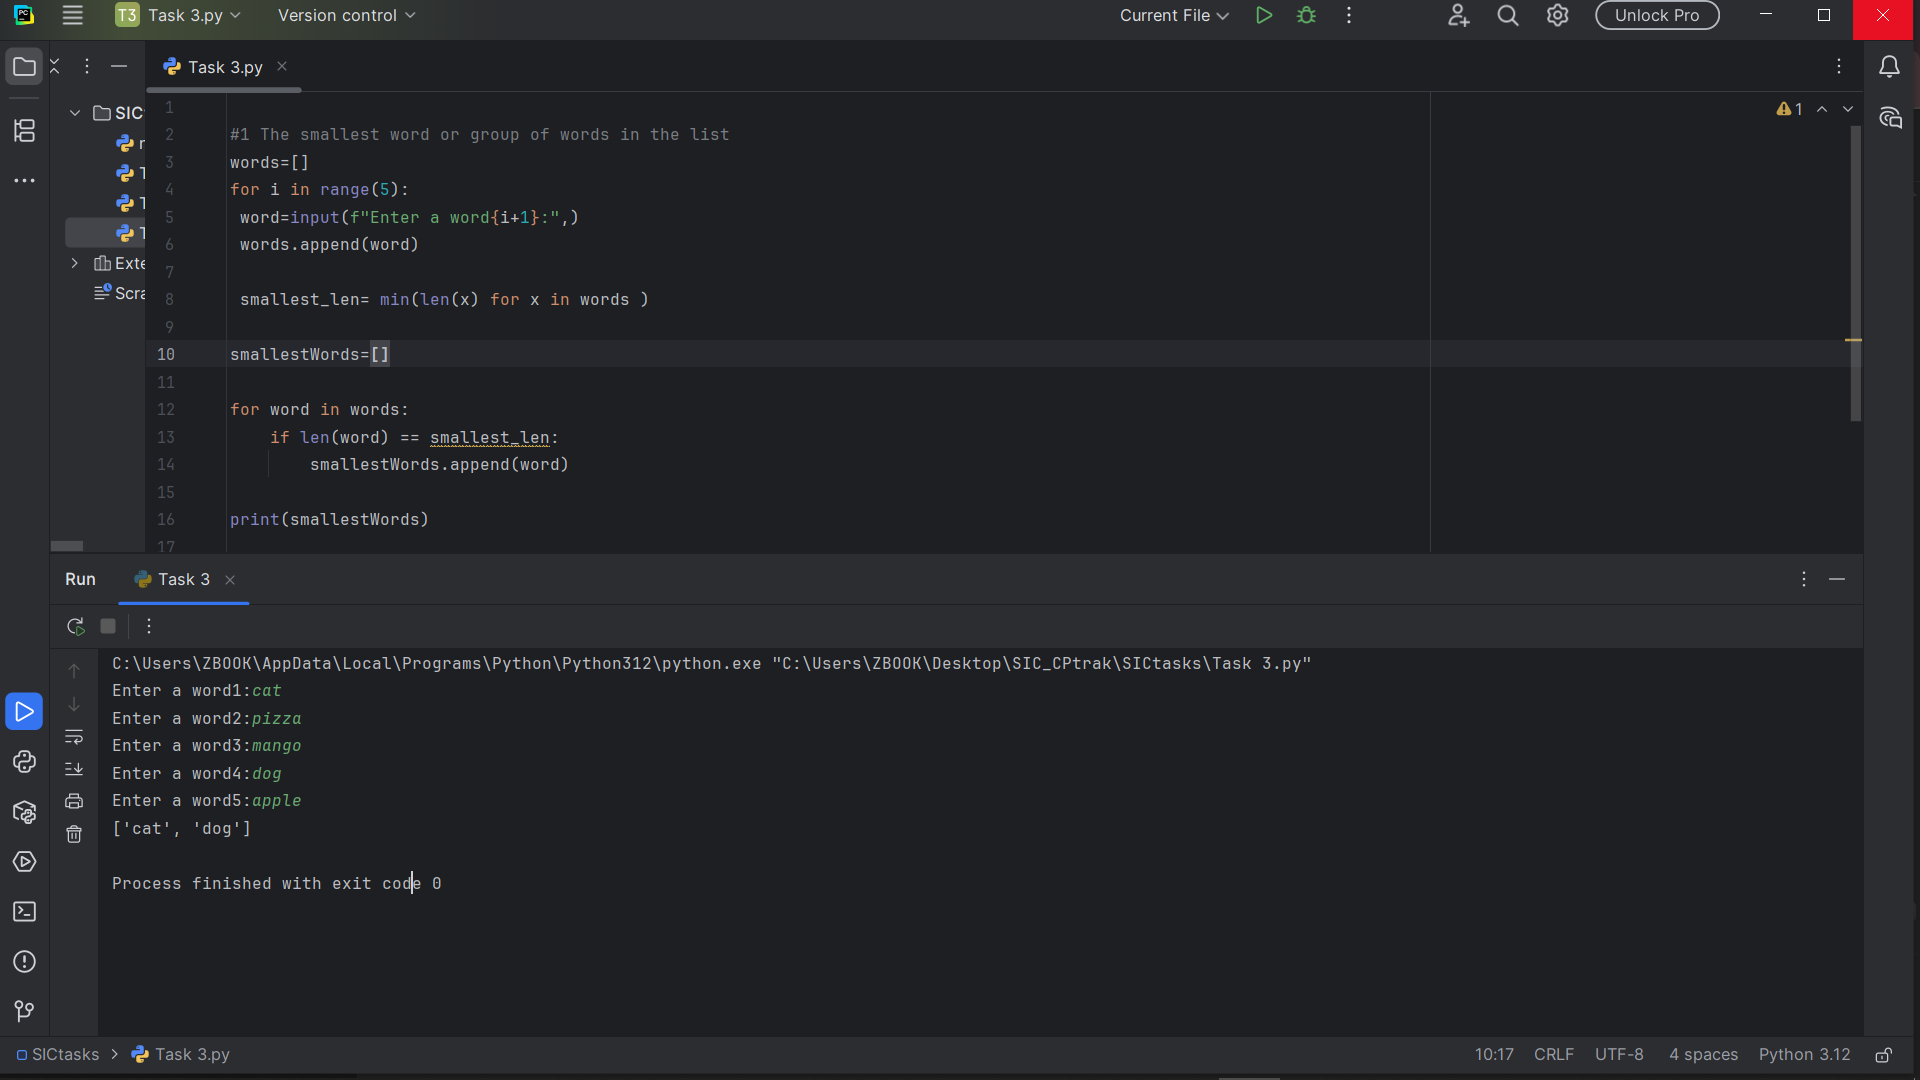 T3 Task 3.py Version control Current File Unlock Pro
Task 3.py
SIC
1
2 #1 The smallest word or group of words in the list
3 words=[]
4 for i in range(5):
5 word=input(f"Enter a word{i+1}:",)
6 words.append(word)
7
8 smallest_len= min(len(x) for x in words )
9
10 smallestWords=[]
11
12 for word in words:
13 if len(word) == smallest_len:
14 smallestWords.append(word)
15
16 print(smallestWords)
17
1
Exte
Scra
Run Task 3
C:\Users\ZBOOK\AppData\Local\Programs\Python\Python312\python.exe "C:\Users\ZBOOK\Desktop\SIC_CPtrak\SICtasks\Task 3.py"
Enter a word1:cat
Enter a word2:pizza
Enter a word3:mango
Enter a word4:dog
Enter a word5:apple
['cat', 'dog']
Process finished with exit code 0
SICtasks Task 3.py 10:17 CRLF UTF-8 4 spaces Python 3.12